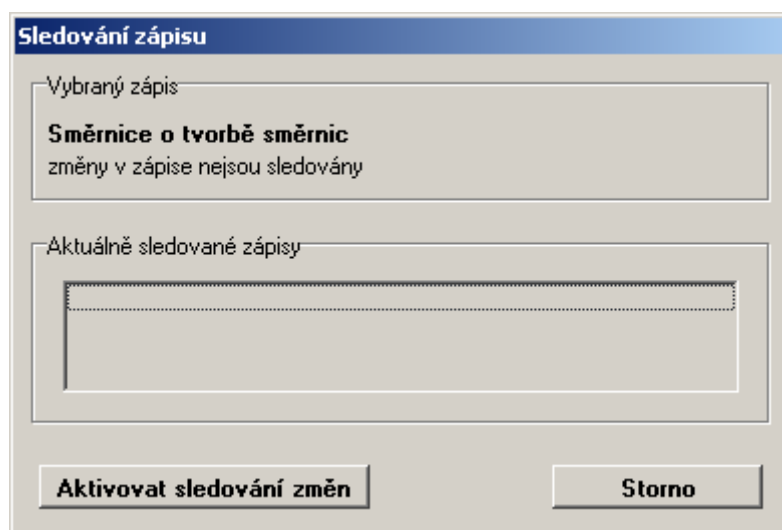 Sledování zápisu
Vybraný zápis
Směrnice o tvorbě směrnic
změny v zápise nejsou sledovány
Aktuálně sledované zápisy
Aktivovat sledování změn
Storno